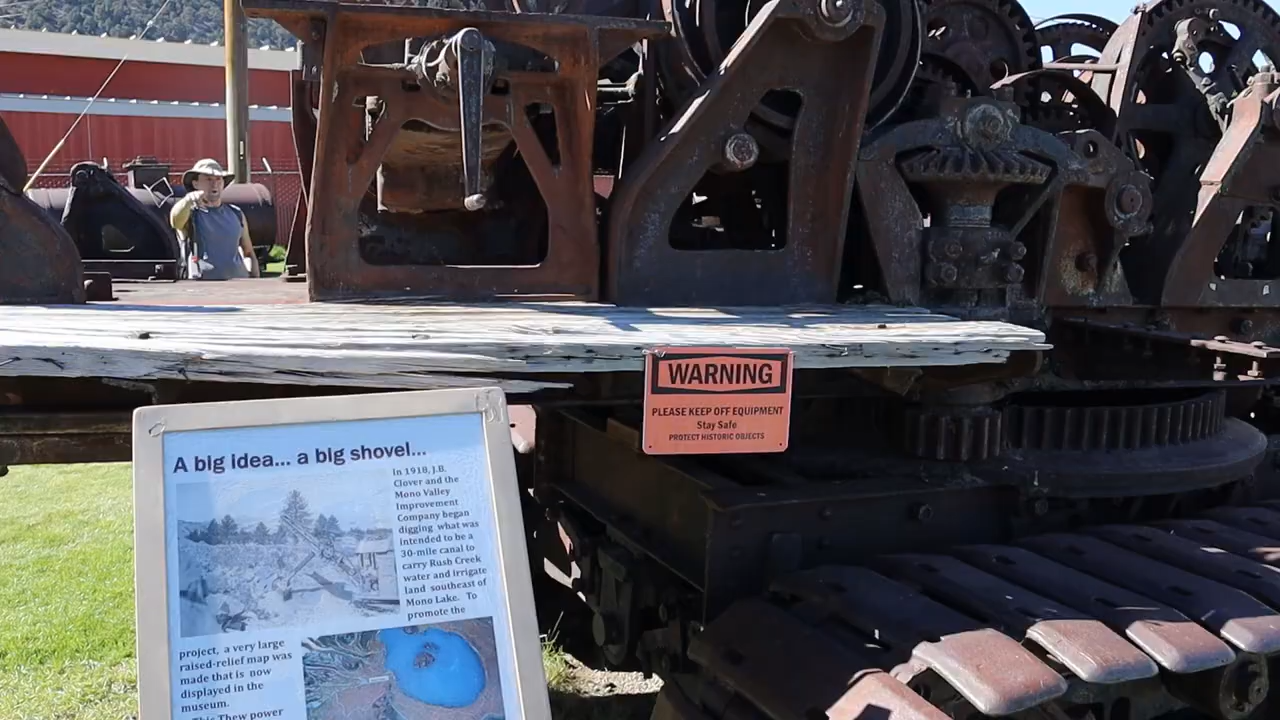 WARNING
PLEASE KEEP OFF EQUIPMENT
Stay Safe
PROTECT HISTORIC OBJECTS
A big idea... a big shovel...
In 1918, J.B.
Clover and the
Mono Valley
Improvement
Company began
digging what was
intended to be a
30-mile canal to
carry Rush Creek
water and irrigate
land southeast of
Mono Lake. To
promote the
project, a very large
raised-relief map was
made that is now
displayed in the
museum.
This Thew power